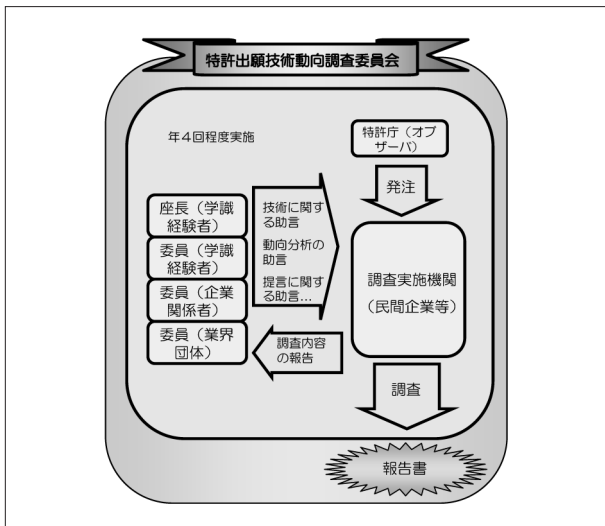 特許出願技術動向調査委員会
年4回程度実施
特許庁（オブ
ザーバ）
発注
座長（学識
経験者）
委員（学識
経験者）
委員（企業
関係者）
委員（業界
団体）
技術に関す
る助言
動向分析の
助言
提言に関す
る助言…
調査実施機関
（民間企業等）
調査内容
の報告
調査
報告書